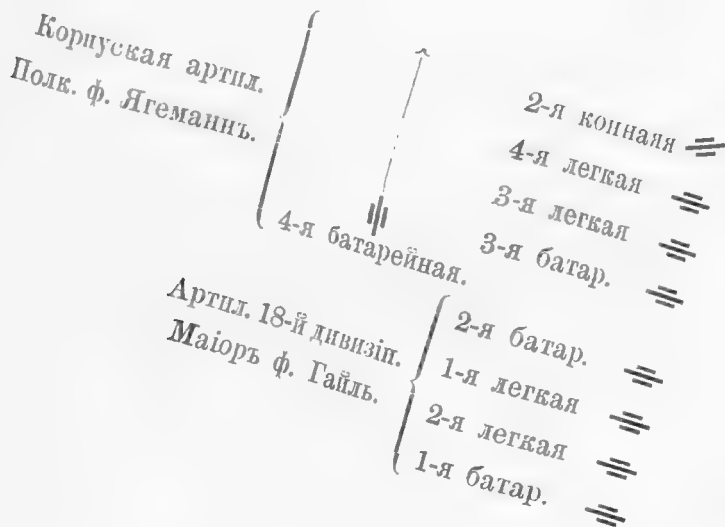 Корпуская артил.
Полк. ф. Ягеманнъ.
2-я коннаяя
4-я легкая
3-я легкая
3-я батар.
4-я батарейная.
Артил. 18-й дивизіи.
Маіоръ ф. Гайль.
2-я батар.
1-я легкая
2-я легкая
1-я батар.